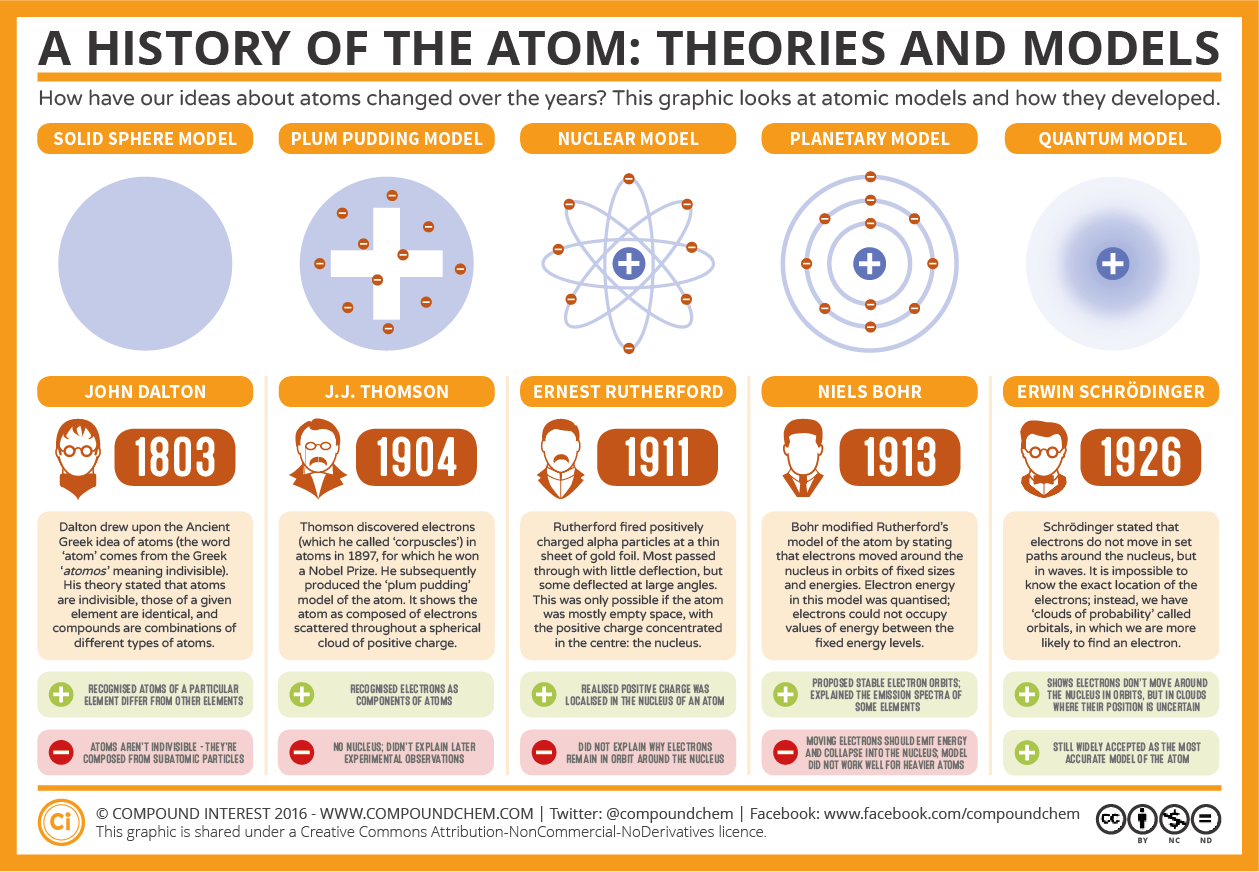 A HISTORY OF THE ATOM: THEORIES AND MODELS
How have our ideas about atoms changed over the years? This graphic looks at atomic models and how they developed.
SOLID SPHERE MODEL
PLUM PUDDING MODEL
NUCLEAR MODEL
PLANETARY MODEL
QUANTUM MODEL
JOHN DALTON
1803
Dalton drew upon the Ancient
Greek idea of atoms (the word
‘atom’ comes from the Greek
‘atomos’ meaning indivisible).
His theory stated that atoms
are indivisible, those of a given
element are identical, and
compounds are combinations of
different types of atoms.
RECOGNISED ATOMS OF A PARTICULAR
ELEMENT DIFFER FROM OTHER ELEMENTS
ATOMS AREN'T INDIVISIBLE - THEY'RE
COMPOSED FROM SUBATOMIC PARTICLES
J.J. THOMSON
1904
Thomson discovered electrons
(which he called ‘corpuscles’) in
atoms in 1897, for which he won
a Nobel Prize. He subsequently
produced the ‘plum pudding’
model of the atom. It shows the
atom as composed of electrons
scattered throughout a spherical
cloud of positive charge.
RECOGNISED ELECTRONS AS
COMPONENTS OF ATOMS
NO NUCLEUS; DIDN'T EXPLAIN LATER
EXPERIMENTAL OBSERVATIONS
ERNEST RUTHERFORD
1911
Rutherford fired positively
charged alpha particles at a thin
sheet of gold foil. Most passed
through with little deflection, but
some deflected at large angles.
This was only possible if the atom
was mostly empty space, with
the positive charge concentrated
in the centre: the nucleus.
REALISED POSITIVE CHARGE WAS
LOCALISED IN THE NUCLEUS OF AN ATOM
DID NOT EXPLAIN WHY ELECTRONS
REMAIN IN ORBIT AROUND THE NUCLEUS
NIELS BOHR
1913
Bohr modified Rutherford’s
model of the atom by stating
that electrons moved around the
nucleus in orbits of fixed sizes
and energies. Electron energy
in this model was quantised;
electrons could not occupy
values of energy between the
fixed energy levels.
PROPOSED STABLE ELECTRON ORBITS;
EXPLAINED THE EMISSION SPECTRA OF
SOME ELEMENTS
MOVING ELECTRONS SHOULD EMIT ENERGY
AND COLLAPSE INTO THE NUCLEUS; MODEL
DID NOT WORK WELL FOR HEAVIER ATOMS
ERWIN SCHRÖDINGER
1926
Schrödinger stated that
electrons do not move in set
paths around the nucleus, but
in waves. It is impossible to
know the exact location of the
electrons; instead, we have
‘clouds of probability’ called
orbitals, in which we are more
likely to find an electron.
SHOWS ELECTRONS DON'T MOVE AROUND
THE NUCLEUS IN ORBITS, BUT IN CLOUDS
WHERE THEIR POSITION IS UNCERTAIN
STILL WIDELY ACCEPTED AS THE MOST
ACCURATE MODEL OF THE ATOM
Ci
© COMPOUND INTEREST 2016 - WWW.COMPOUNDCHEM.COM | Twitter: @compoundchem | Facebook: www.facebook.com/compoundchem
This graphic is shared under a Creative Commons Attribution-NonCommercial-NoDerivatives licence.
cc
BY NC ND